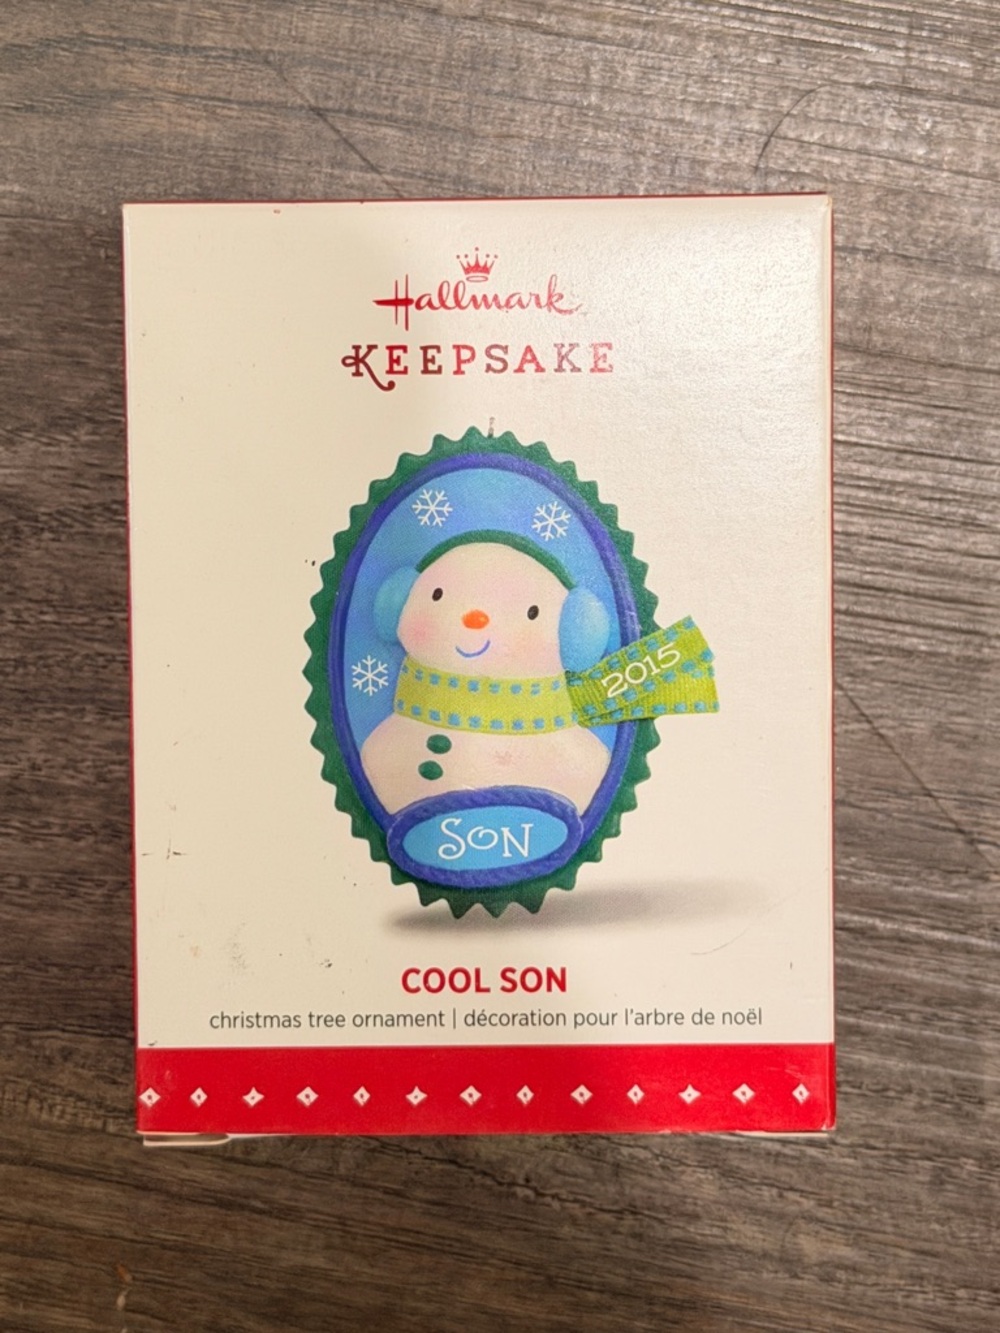 Hallmark
KEEPSAKE
2015
SON
COOL SON
christmas tree ornament | décoration pour l'arbre de noël